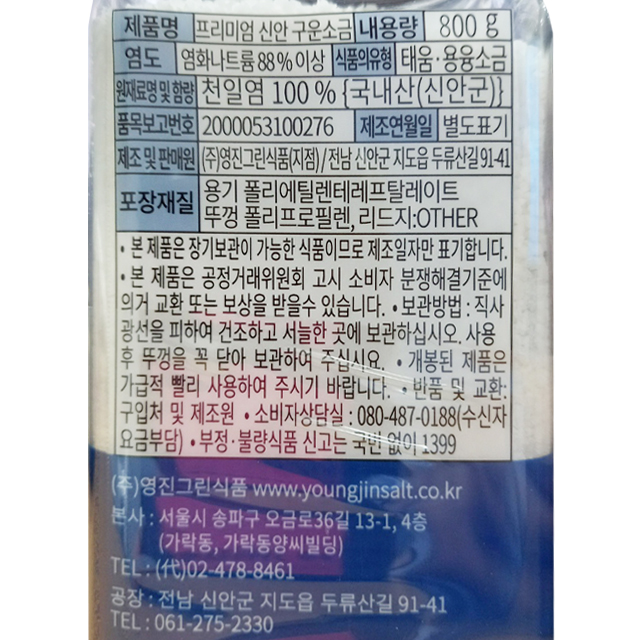 제품명 프리미엄 신안 구운소금 내용량 800 g
염도 염화나트륨 88 % 이상 식품의유형 태움·용융소금
원재료명 및 함량 천일염 100 % {국내산(신안군)}
품목보고번호 2000053100276 제조연월일 별도표기
제조 및 판매원 (주)영진그린식품(지점) / 전남 신안군 지도읍 두류산길 91-41
포장재질 용기 폴리에틸렌테레프탈레이트
뚜껑 폴리프로필렌, 리드지:OTHER
• 본 제품은 장기보관이 가능한 식품이므로 제조일자만 표기합니다.
• 본 제품은 공정거래위원회 고시 소비자 분쟁해결기준에
의거 교환 또는 보상을 받을수 있습니다. • 보관방법 : 직사
광선을 피하여 건조하고 서늘한 곳에 보관하십시오. 사용
후 뚜껑을 꼭 닫아 보관하여 주십시요. • 개봉된 제품은
가급적 빨리 사용하여 주시기 바랍니다. • 반품 및 교환:
구입처 및 제조원 • 소비자상담실 : 080-487-0188(수신자
요금부담) • 부정·불량식품 신고는 국번 없이 1399
(주)영진그린식품 www.youngjinsalt.co.kr
본사 : 서울시 송파구 오금로36길 13-1, 4층
(가락동, 가락동양씨빌딩)
TEL : (代)02-478-8461
공장 : 전남 신안군 지도읍 두류산길 91-41
TEL : 061-275-2330